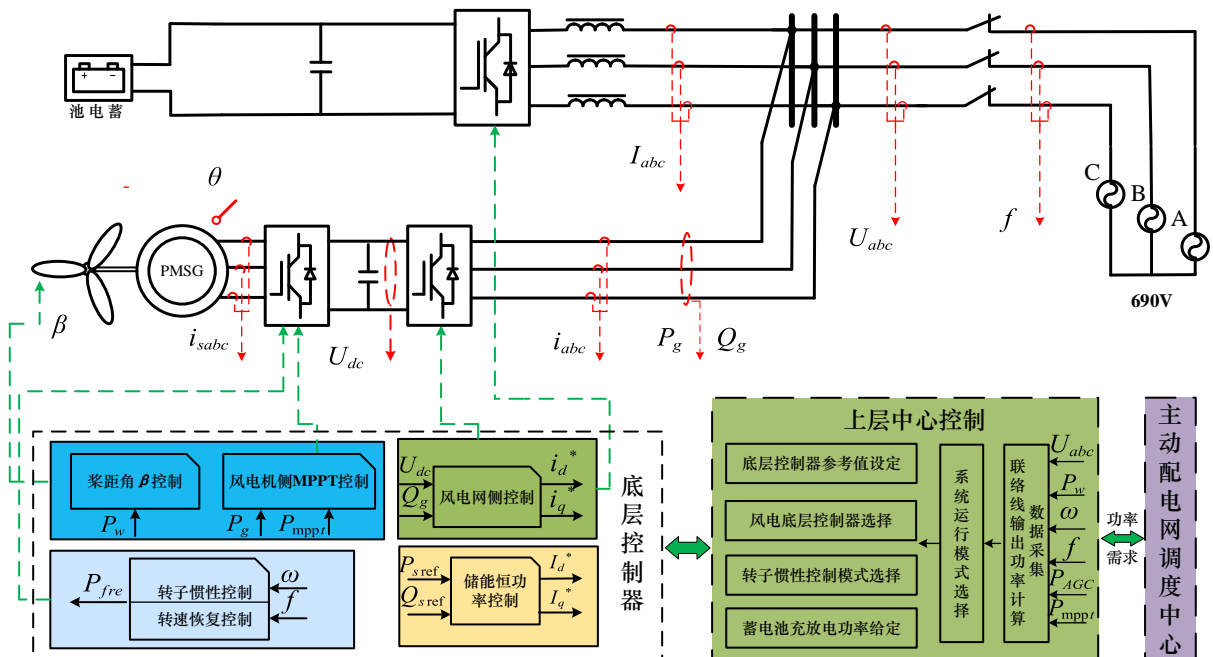 + −
池电蓄
I_abc
U_abc
f
C
B
A
690V
θ
PMSG
β
i_sabc
U_dc
i_abc
P_g
Q_g
桨距角β控制
风电机侧MPPT控制
P_w
P_g
P_mppt
U_dc
Q_g
风电网侧控制
i_d*
i_q*
P_fre
转子惯性控制
转速恢复控制
ω
f
P_sref
Q_sref
储能恒功
率控制
I_d*
I_q*
底层控制器
上层中心控制
底层控制器参考值设定
风电底层控制器选择
转子惯性控制模式选择
蓄电池充放电功率给定
系统运行模式选择
数据采集
联络线输出功率计算
U_abc
P_w
ω
f
P_AGC
P_mppt
功率
需求
主动配电网调度中心